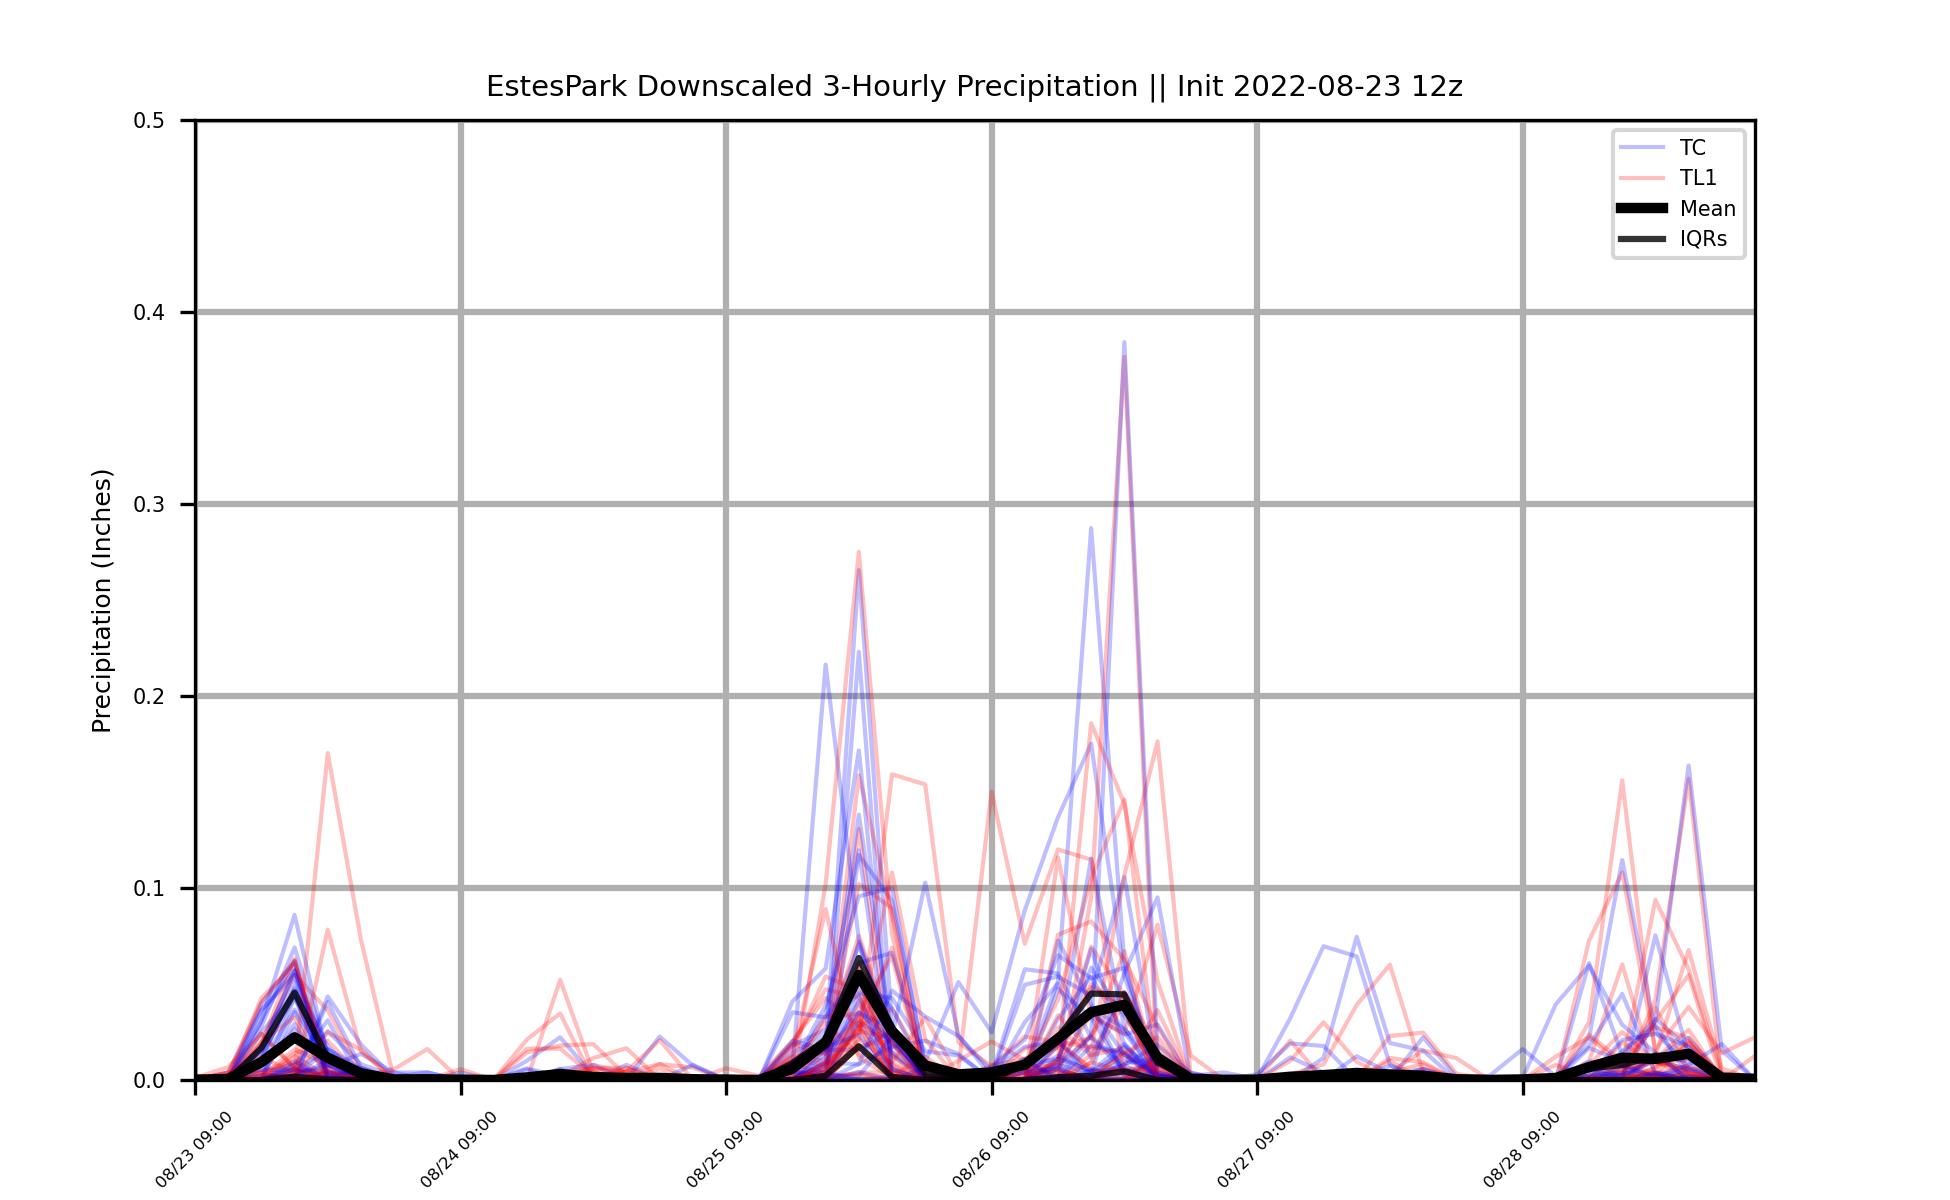 EstesPark Downscaled 3-Hourly Precipitation || Init 2022-08-23 12z
Precipitation (Inches)
0.5
0.4
0.3
0.2
0.1
0.0
TC
TL1
Mean
IQRs
08/23 09:00
08/24 09:00
08/25 09:00
08/26 09:00
08/27 09:00
08/28 09:00